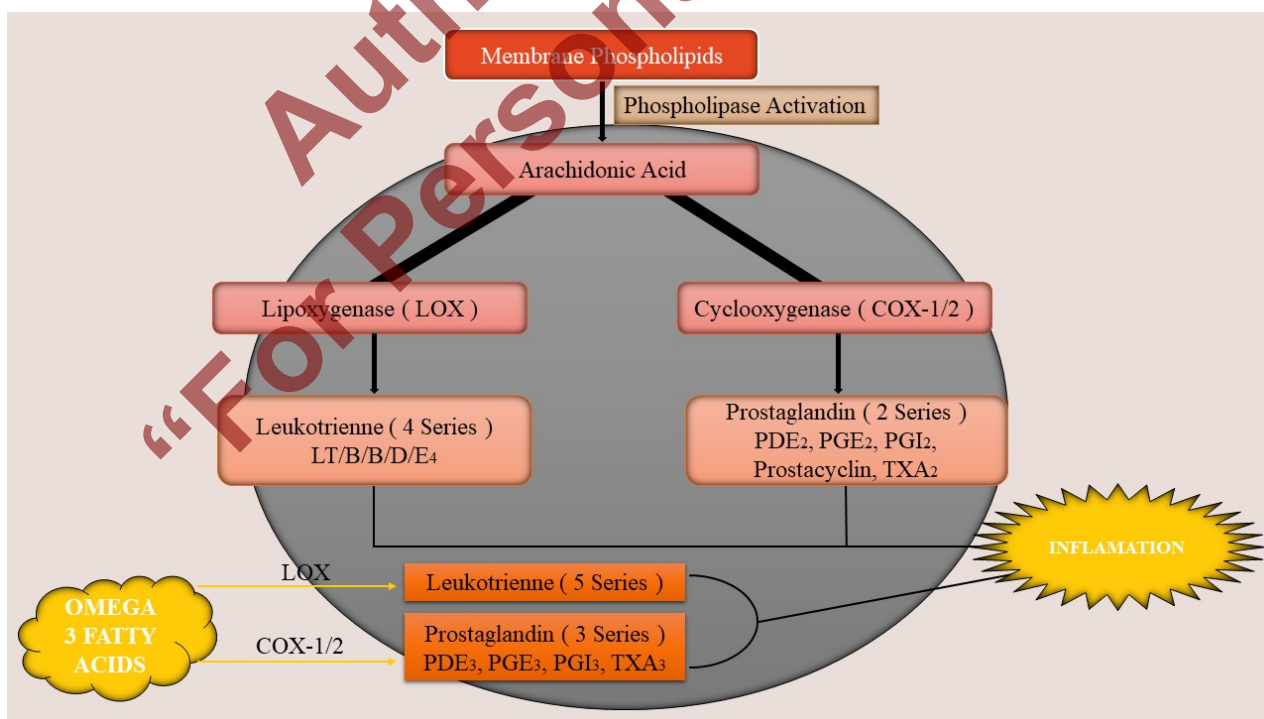 Membrane Phospholipids
Phospholipase Activation
Arachidonic Acid
Lipoxygenase ( LOX )
Cyclooxygenase ( COX-1/2 )
Leukotrienne ( 4 Series )
LT/B/B/D/E4
Prostaglandin ( 2 Series )
PDE2, PGE2, PGI2,
Prostacyclin, TXA2
INFLAMATION
LOX
Leukotrienne ( 5 Series )
OMEGA
3 FATTY
ACIDS
COX-1/2
Prostaglandin ( 3 Series )
PDE3, PGE3, PGI3, TXA3
“For